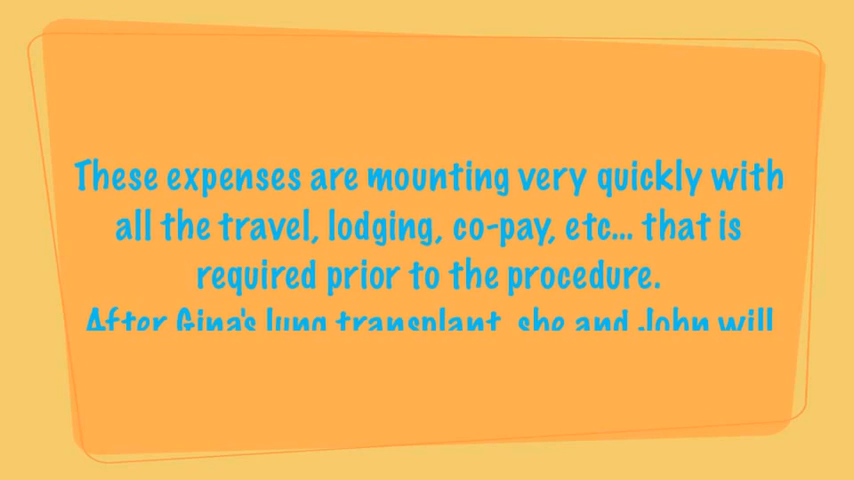 These expenses are mounting very quickly with
all the travel, lodging, co-pay, etc... that is
required prior to the procedure.
After Gina's lung transplant, she and John will